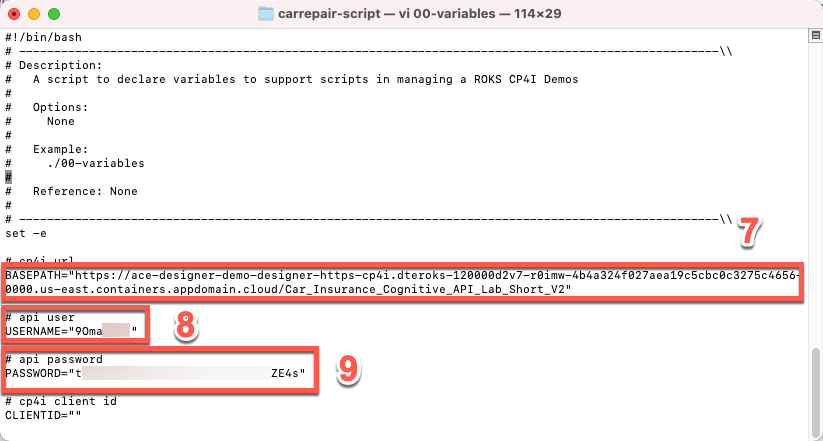 carrepair-script — vi 00-variables — 114×29
#!/bin/bash
# ---------------------------------------------------------------------------------\\
# Description:
#   A script to declare variables to support scripts in managing a ROKS CP4I Demos
#
#   Options:
#     None
#
#   Example:
#     ./00-variables
#
#   Reference: None
#
# ---------------------------------------------------------------------------------\\
set -e
7
# cp4i url
BASEPATH="https://ace-designer-demo-designer-https-cp4i.dteroks-120000d2v7-r0imw-4b4a324f027aea19c5cbc0c3275c4656-
0000.us-east.containers.appdomain.cloud/Car_Insurance_Cognitive_API_Lab_Short_V2"
# api user
USERNAME="9Oma"
8
# api password
PASSWORD="t ZE4s"
9
# cp4i client id
CLIENTID=""